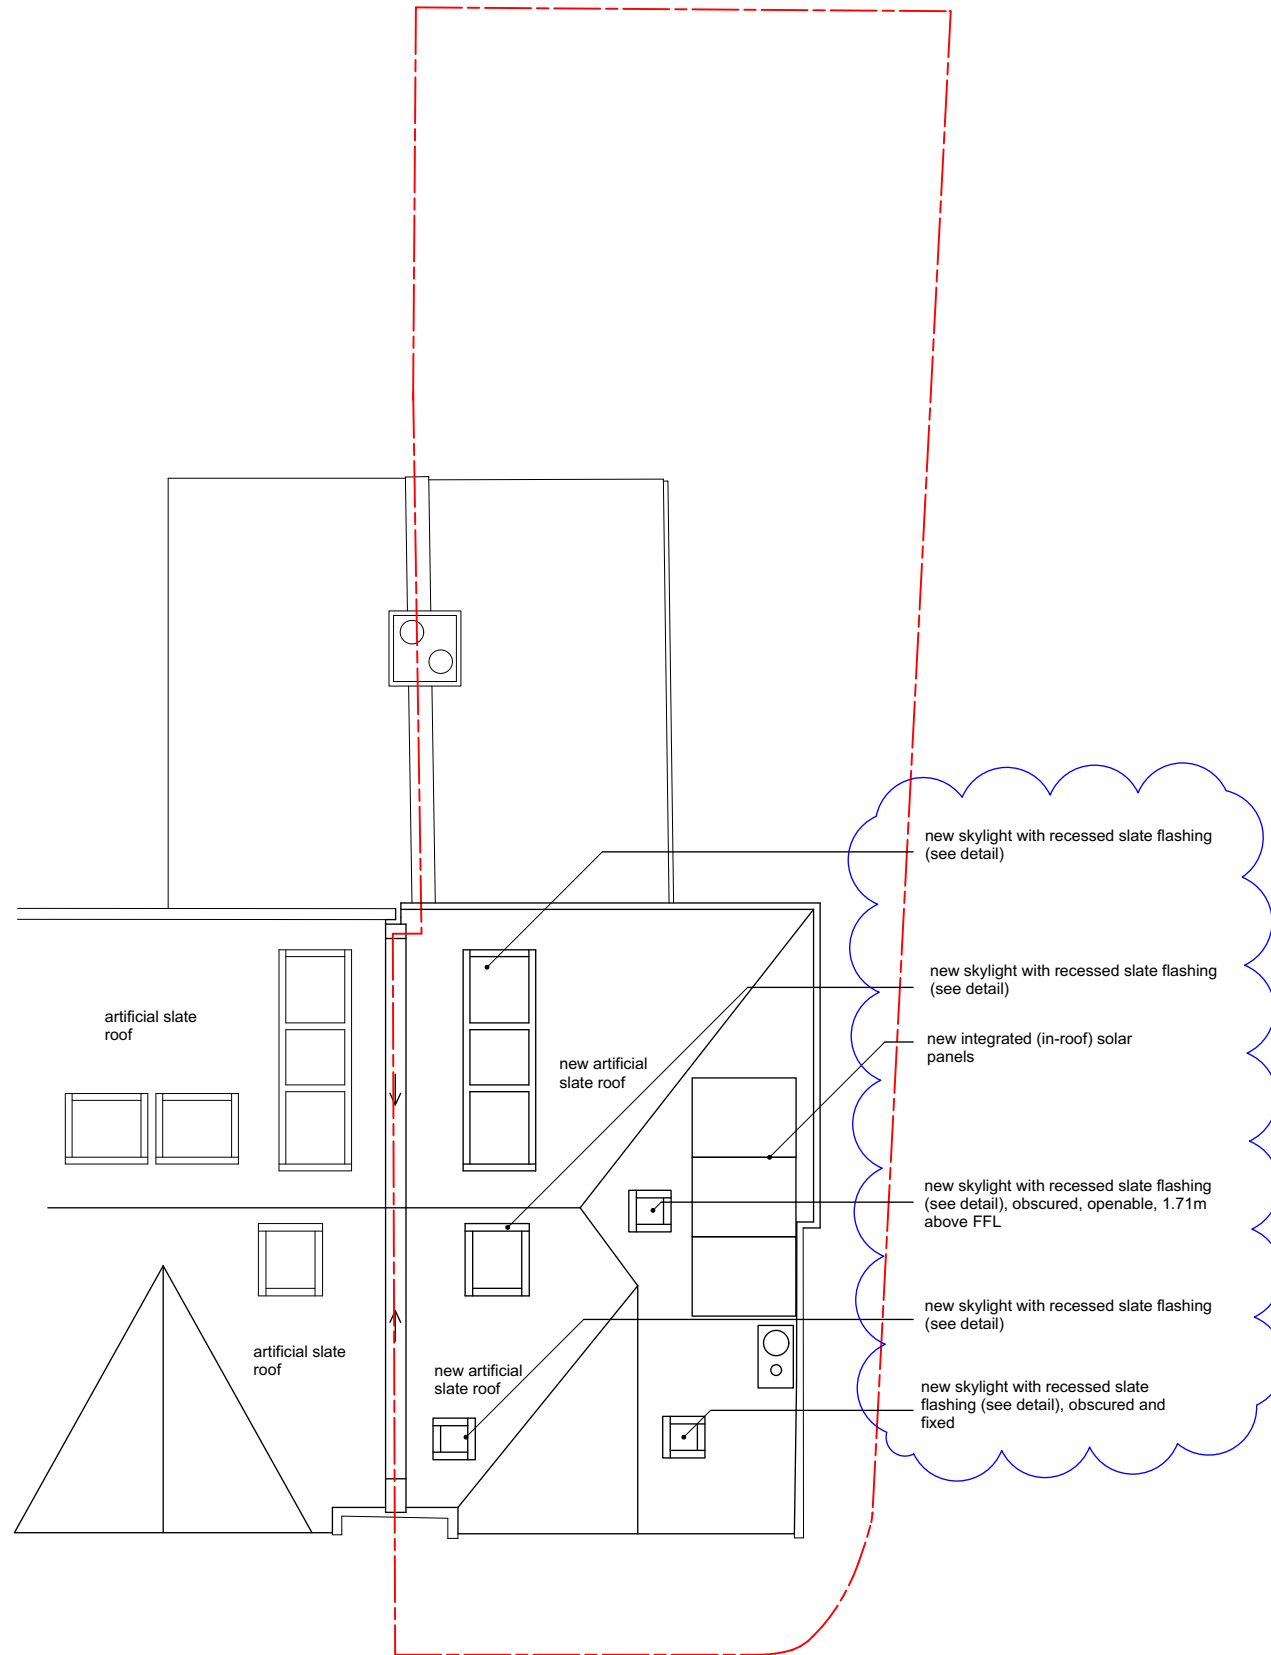 new skylight with recessed slate flashing
(see detail)
new skylight with recessed slate flashing
(see detail)
artificial slate
roof
new integrated (in-roof) solar
panels
new artificial
slate roof
new skylight with recessed slate flashing
(see detail), obscured, openable, 1.71m
above FFL
new skylight with recessed slate flashing
(see detail)
artificial slate
roof
new artificial
slate roof
new skylight with recessed slate
flashing (see detail), obscured and
fixed